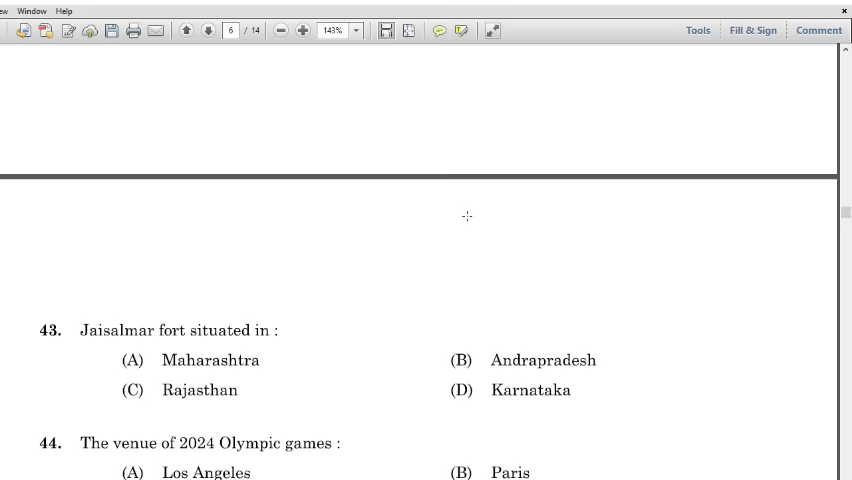 Window Help
6 / 14 143% Tools Fill & Sign Comment
43. Jaisalmar fort situated in :
(A) Maharashtra (B) Andrapradesh
(C) Rajasthan (D) Karnataka
44. The venue of 2024 Olympic games :
(A) Los Angeles (B) Paris